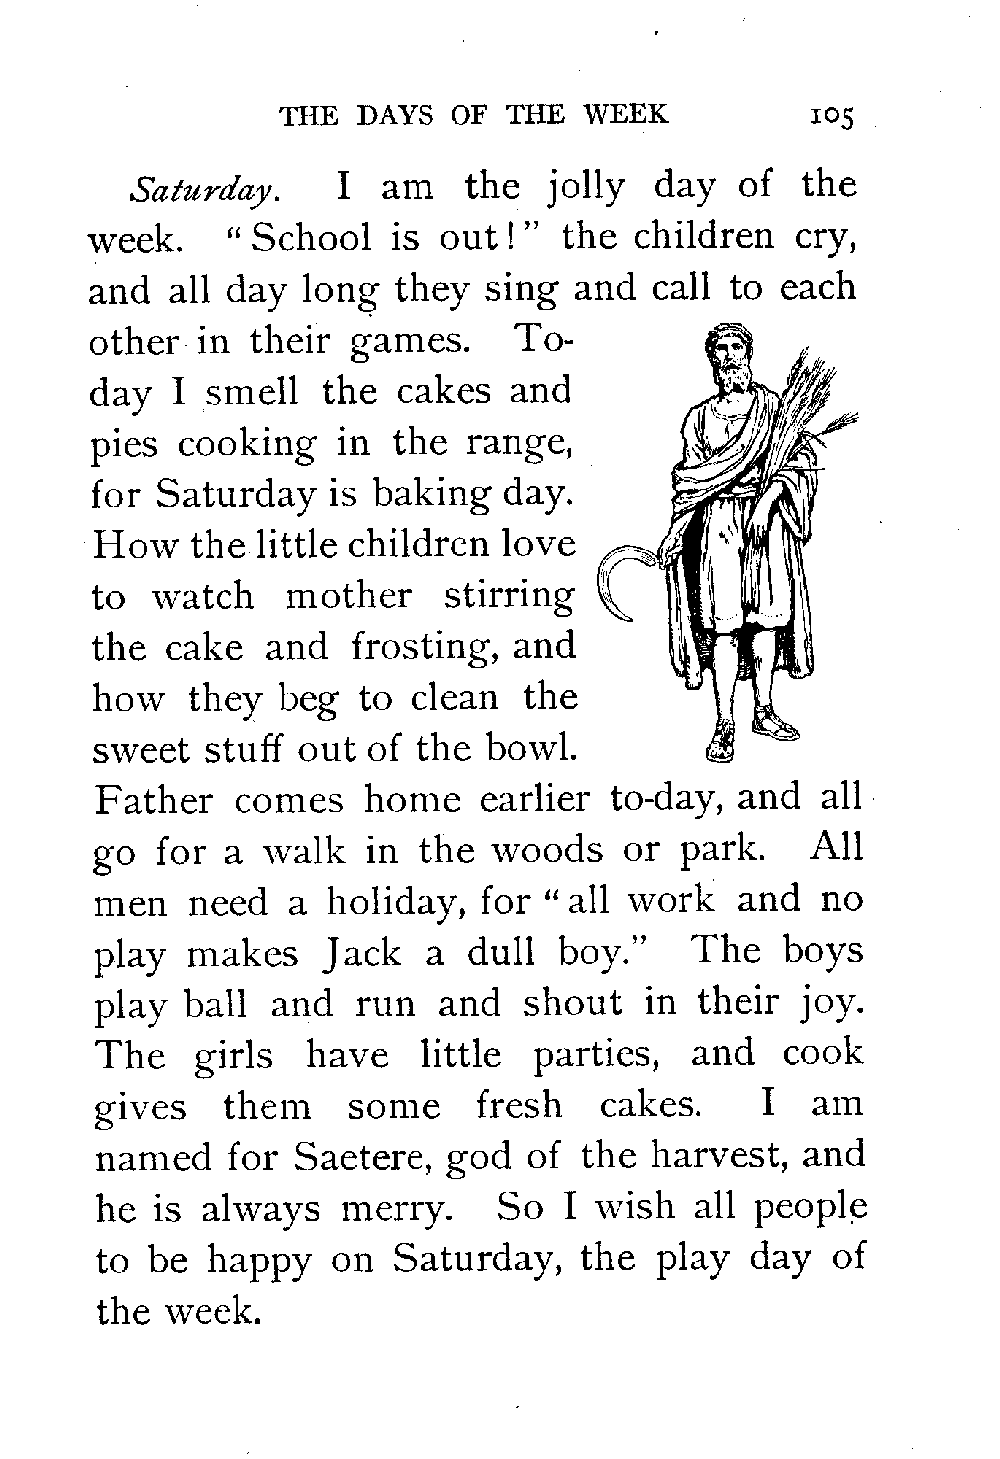 THE DAYS OF THE WEEK 105
Saturday. I am the jolly day of the
week. “ School is out ! ” the children cry,
and all day long they sing and call to each
other in their games. To-
day I smell the cakes and
pies cooking in the range,
for Saturday is baking day.
How the little children love
to watch mother stirring
the cake and frosting, and
how they beg to clean the
sweet stuff out of the bowl.
Father comes home earlier to-day, and all
go for a walk in the woods or park. All
men need a holiday, for “ all work and no
play makes Jack a dull boy.” The boys
play ball and run and shout in their joy.
The girls have little parties, and cook
gives them some fresh cakes. I am
named for Saetere, god of the harvest, and
he is always merry. So I wish all people
to be happy on Saturday, the play day of
the week.